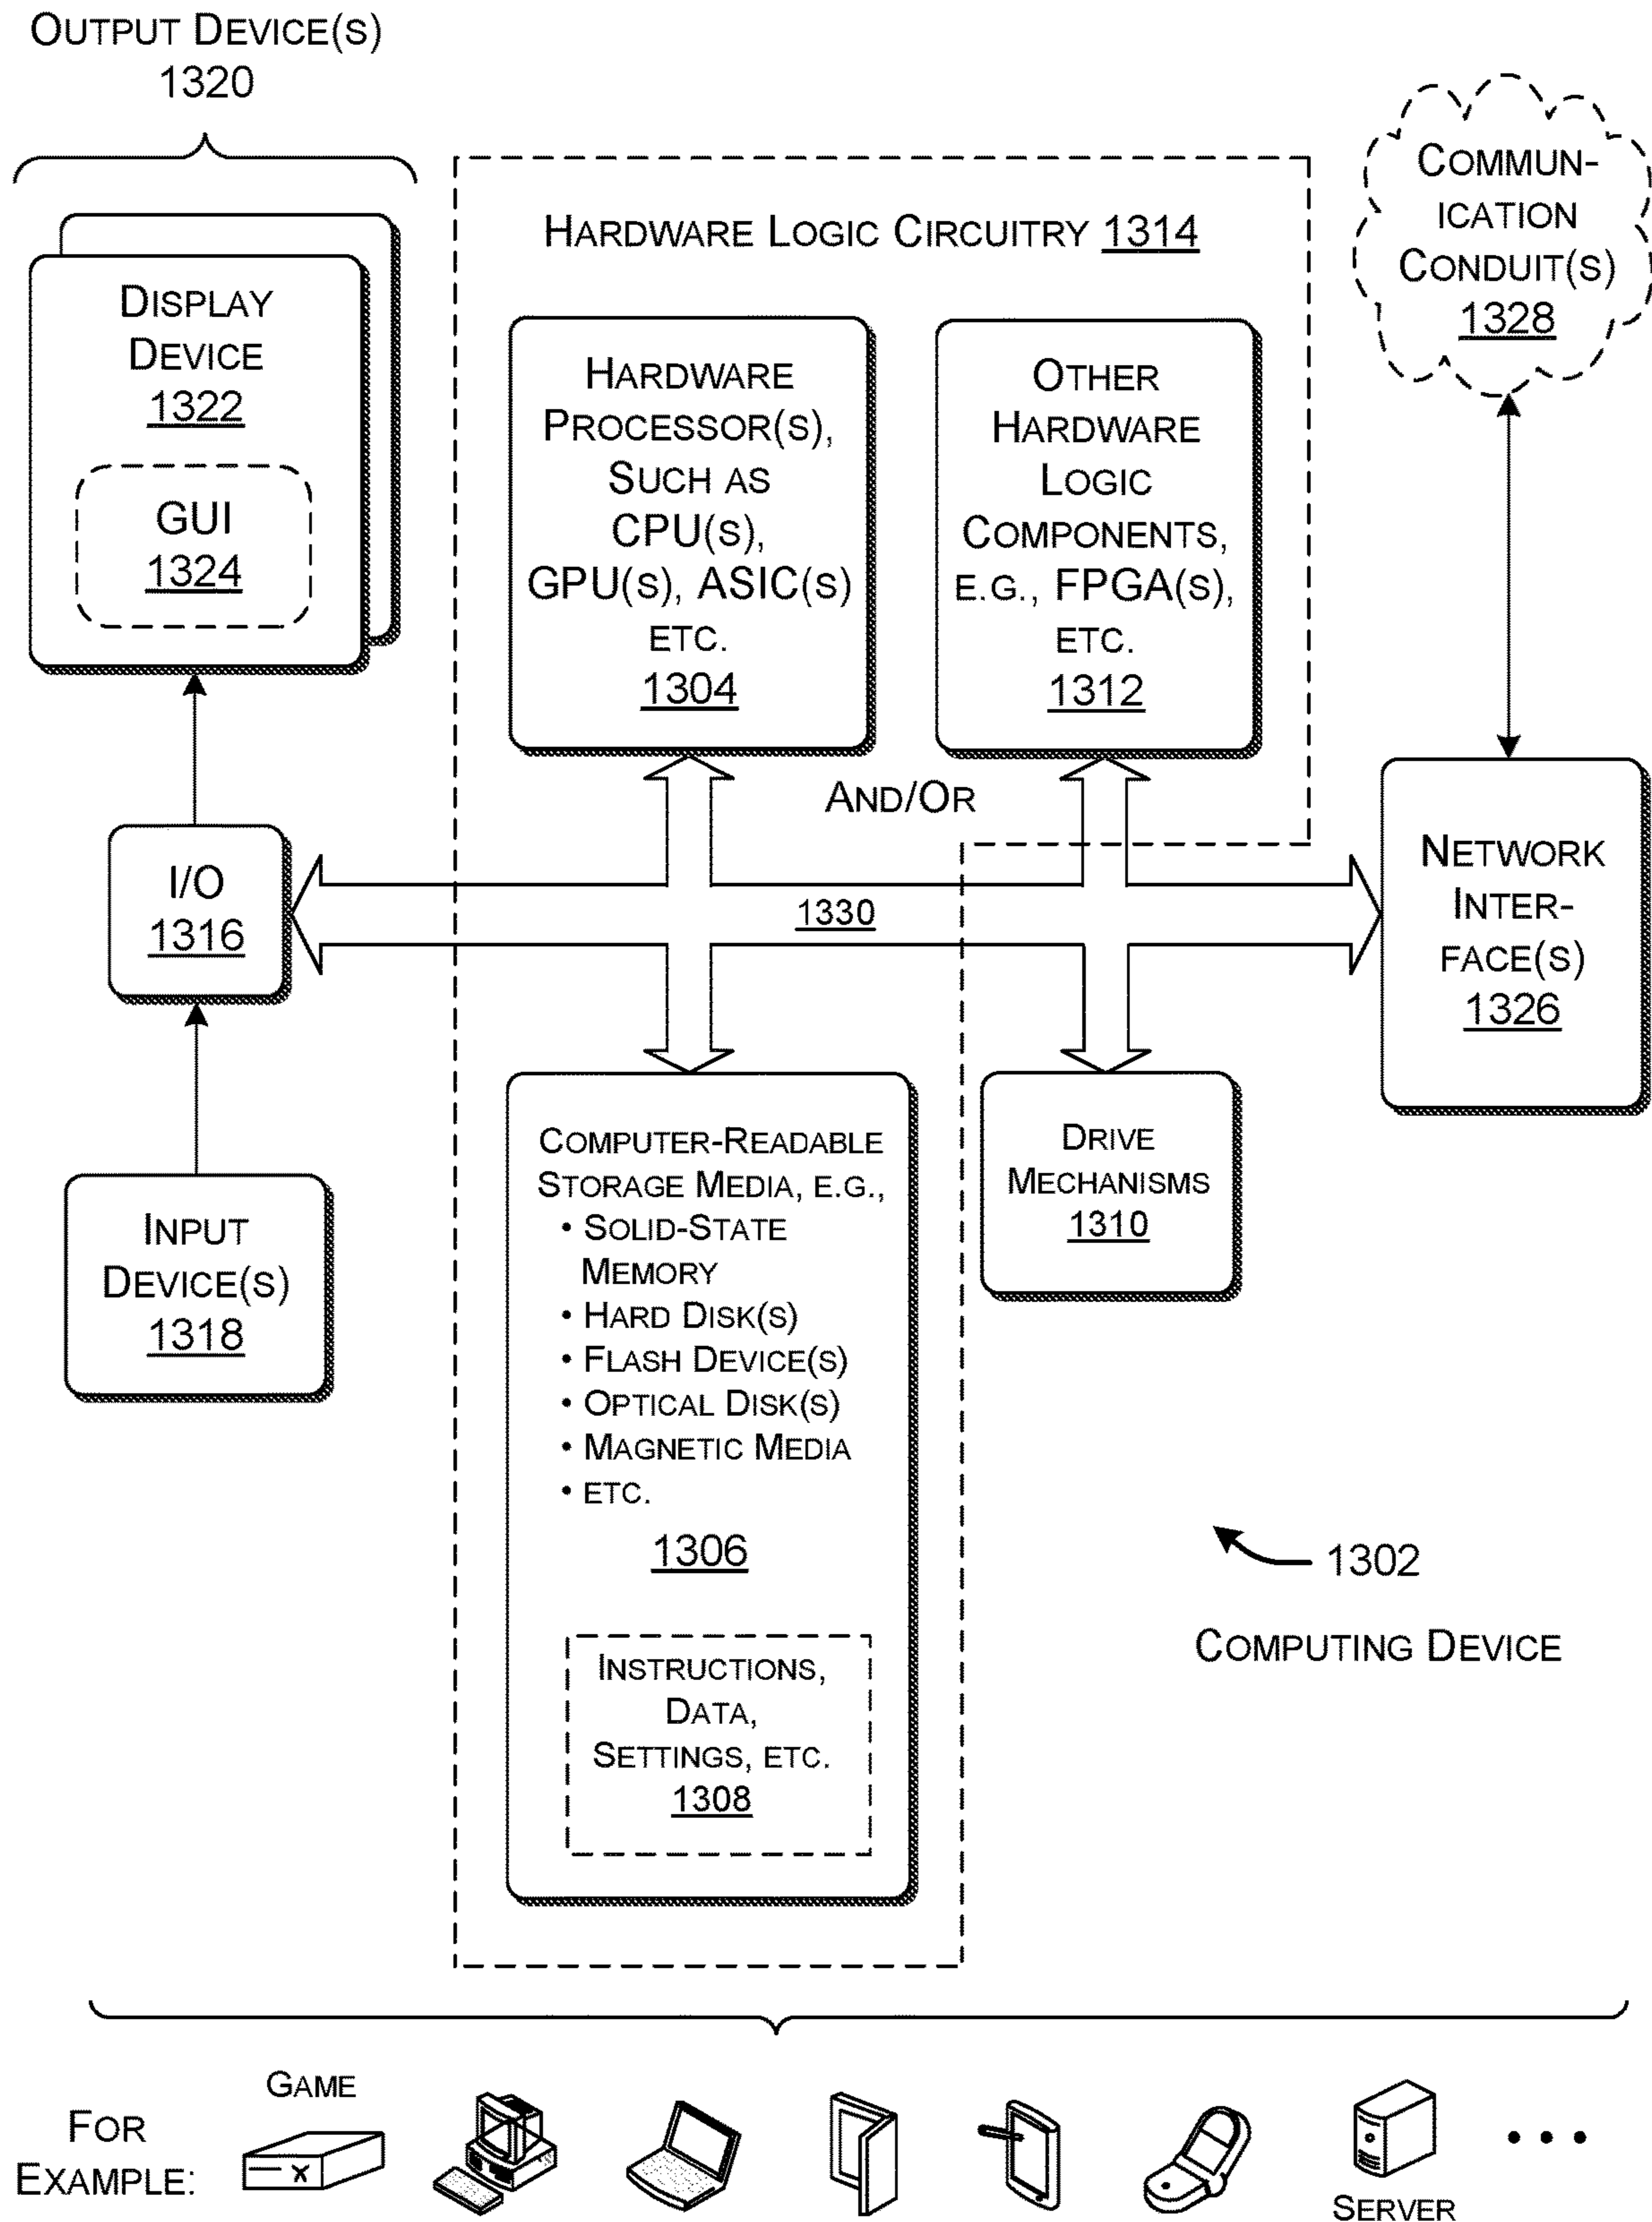 OUTPUT DEVICE(S)
1320
DISPLAY
DEVICE
1322
GUI
1324
I/O
1316
INPUT
DEVICE(S)
1318
HARDWARE LOGIC CIRCUITRY 1314
HARDWARE
PROCESSOR(S),
SUCH AS
CPU(S),
GPU(S), ASIC(S)
ETC.
1304
OTHER
HARDWARE
LOGIC
COMPONENTS,
E.G., FPGA(S),
ETC.
1312
AND/OR
1330
COMPUTER-READABLE
STORAGE MEDIA, E.G.,
• SOLID-STATE
MEMORY
• HARD DISK(S)
• FLASH DEVICE(S)
• OPTICAL DISK(S)
• MAGNETIC MEDIA
• ETC.
1306
INSTRUCTIONS,
DATA,
SETTINGS, ETC.
1308
DRIVE
MECHANISMS
1310
COMMUN-
ICATION
CONDUIT(S)
1328
NETWORK
INTER-
FACE(S)
1326
1302
COMPUTING DEVICE
FOR
EXAMPLE:
GAME
X
SERVER
• • •